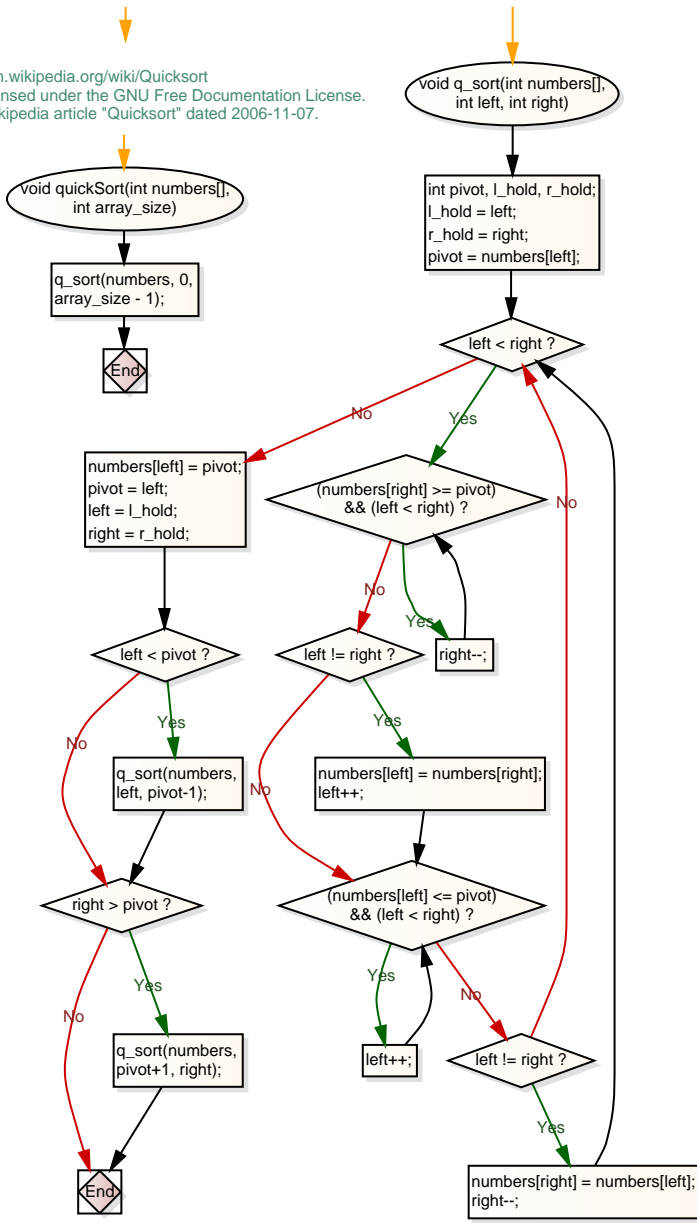 n.wikipedia.org/wiki/Quicksort
nsed under the GNU Free Documentation License.
kipedia article "Quicksort" dated 2006-11-07.
void quickSort(int numbers[],
int array_size)
q_sort(numbers, 0,
array_size - 1);
End
void q_sort(int numbers[],
int left, int right)
int pivot, l_hold, r_hold;
l_hold = left;
r_hold = right;
pivot = numbers[left];
left < right ?
No
Yes
numbers[left] = pivot;
pivot = left;
left = l_hold;
right = r_hold;
(numbers[right] >= pivot)
&& (left < right) ?
No
No
Yes
left < pivot ?
left != right ?
right--;
No
Yes
Yes
q_sort(numbers,
left, pivot-1);
numbers[left] = numbers[right];
left++;
No
right > pivot ?
(numbers[left] <= pivot)
&& (left < right) ?
No
Yes
Yes
No
q_sort(numbers,
pivot+1, right);
left++;
left != right ?
Yes
End
numbers[right] = numbers[left];
right--;